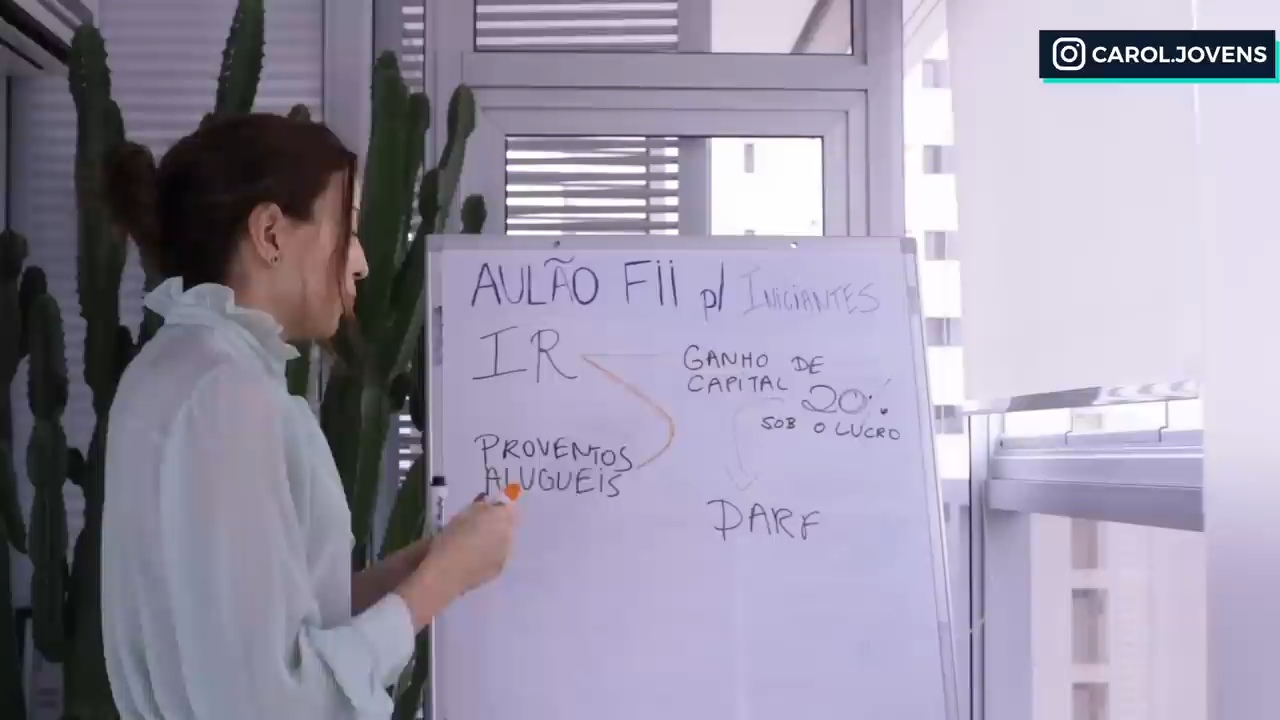 CAROL.JOVENS
AULÃO FII p/ INICIANTES
IR
GANHO DE
CAPITAL 20%
SOB O LUCRO
PROVENTOS
ALUGUEIS
DARF